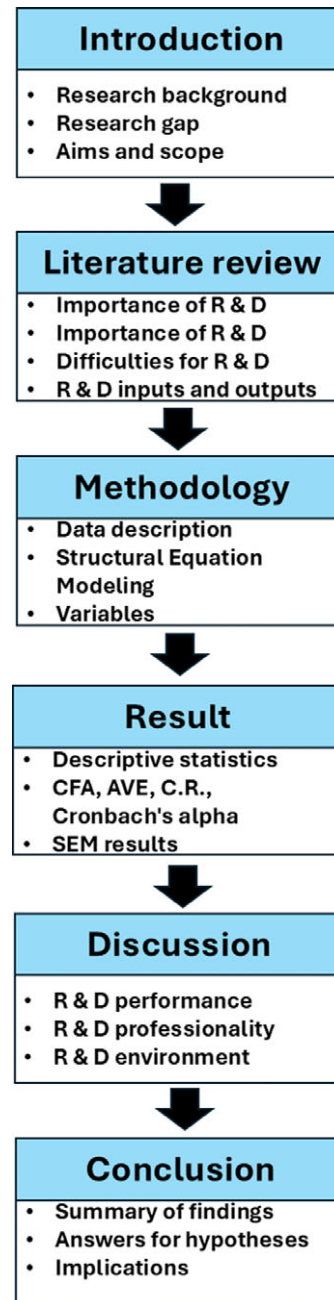 Introduction
• Research background
• Research gap
• Aims and scope
Literature review
• Importance of R & D
• Importance of R & D
• Difficulties for R & D
• R & D inputs and outputs
Methodology
• Data description
• Structural Equation
Modeling
• Variables
Result
• Descriptive statistics
• CFA, AVE, C.R.,
Cronbach's alpha
• SEM results
Discussion
• R & D performance
• R & D professionality
• R & D environment
Conclusion
• Summary of findings
• Answers for hypotheses
• Implications